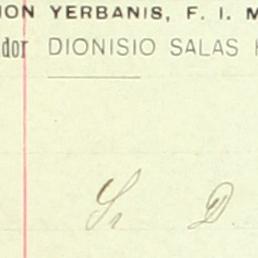 ION YERBANIS, F. I. M
dor DIONISIO SALAS
Sr D.